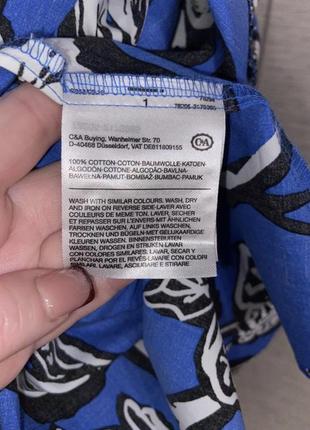 1
C&A Buying, Wanheimer Str. 70
D-40468 Düsseldorf, VAT DE811809155
C&A
100% COTTON-COTON-BAUMWOLLE-KATOEN-
ALGODÓN-COTONE-ALGODÃO-BAVLNA-
BAWEŁNA-PAMUT-BOMBAŽ-BUMBAC-PAMUK
WASH WITH SIMILAR COLOURS. WASH, DRY
AND IRON ON REVERSE SIDE-LAVER AVEC
COULEURS DE MEME TON. LAVER, SECHER
ET REPASSER SUR L'ENVERS-MIT ÄHNLICHEN
FARBEN WASCHEN, AUF LINKS WASCHEN,
TROCKNEN UND BÜGELN-MET GELIJKE
KLEUREN WASSEN. BINNENSTEBUITEN
WASSEN, DROGEN EN STRIJKEN-LAVAR
CON COLORES SIMILARES. LAVAR, SECAR Y
PLANCHAR DEL REVÉS-LAVARE CON COLORI
SIMILI. LAVARE, ASCIUGARE E STIRARE